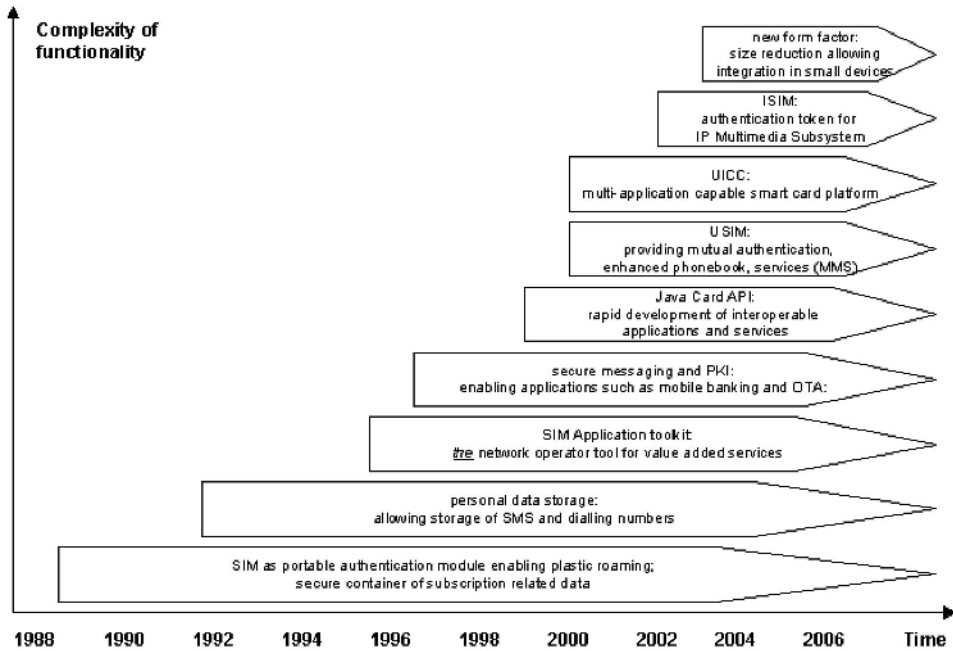 Complexity of
functionality
new form factor:
size reduction allowing
integration in small devices
ISIM:
authentication token for
IP Multimedia Subsystem
UICC:
multi-application capable smart card platform
USIM:
providing mutual authentication,
enhanced phonebook, services (MMS)
Java Card API:
rapid development of interoperable
applications and services
secure messaging and PKI:
enabling applications such as mobile banking and OTA:
SIM Application toolkit:
the network operator tool for value added services
personal data storage:
allowing storage of SMS and dialling numbers
SIM as portable authentication module enabling plastic roaming;
secure container of subscription related data
1988 1990 1992 1994 1996 1998 2000 2002 2004 2006 Time